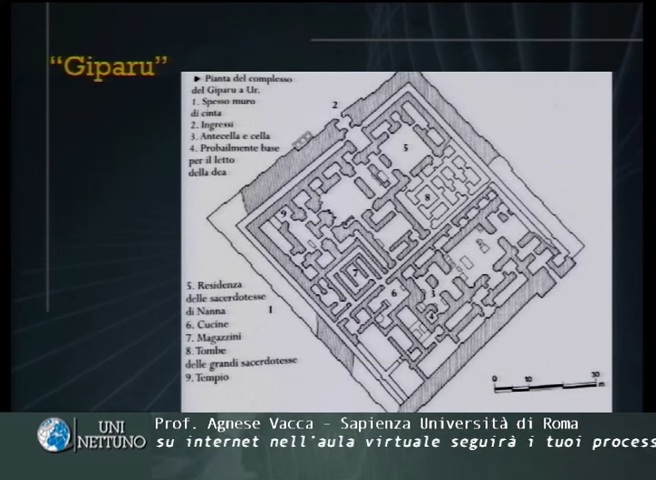 “Giparu”
► Pianta del complesso
del Giparu a Ur.
1. Spesso muro
di cinta
2. Ingressi
3. Antecella e cella
4. Probailmente base
per il letto
della dea
5. Residenza
delle sacerdotesse
di Nanna
6. Cucine
7. Magazzini
8. Tombe
delle grandi sacerdotesse
9. Tempio
2
5
8
9
7
6
3
1
0 10 30
m
UNI
NETTUNO
Prof. Agnese Vacca - Sapienza Università di Roma
su internet nell'aula virtuale seguirà i tuoi process